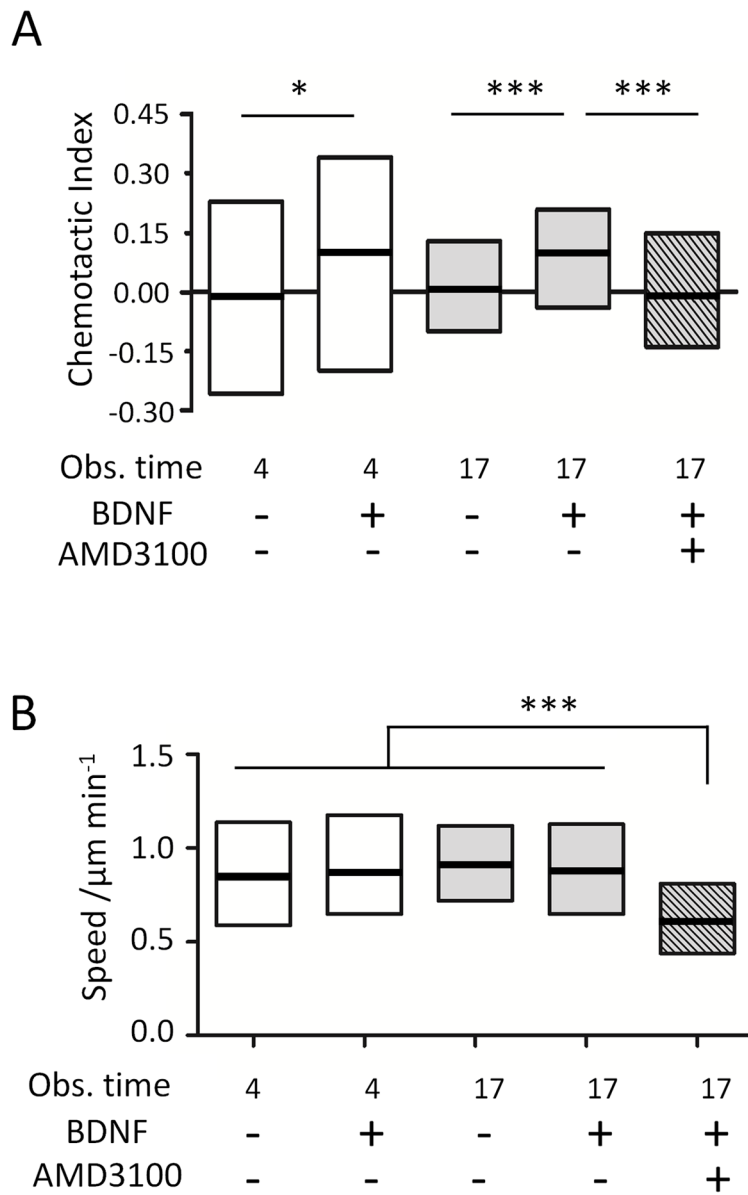 A
* *** ***
Chemotactic Index
0.45
0.30
0.15
0.00
-0.15
-0.30
Obs. time 4 4 17 17 17
BDNF - + - + +
AMD3100 - - - - +
B
***
Speed /µm min-1
1.5
1.0
0.5
0.0
Obs. time 4 4 17 17 17
BDNF - + - + +
AMD3100 - - - - +